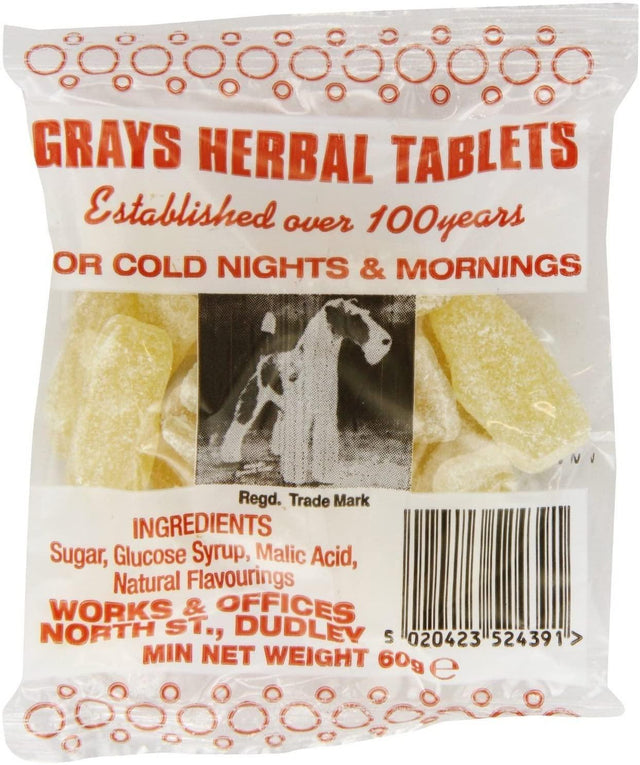 GRAYS HERBAL TABLETS
Established over 100years
OR COLD NIGHTS & MORNINGS
Regd. Trade Mark
INGREDIENTS
Sugar, Glucose Syrup, Malic Acid,
Natural Flavourings
WORKS & OFFICES
NORTH ST., DUDLEY
MIN NET WEIGHT 60g e
5 020423 524391 >